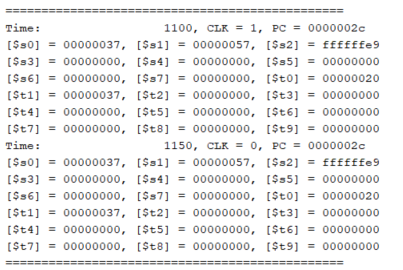 ===============================================
Time: 1100, CLK = 1, PC = 0000002c
[$s0] = 00000037, [$s1] = 00000057, [$s2] = ffffffe9
[$s3] = 00000000, [$s4] = 00000000, [$s5] = 00000000
[$s6] = 00000000, [$s7] = 00000000, [$t0] = 00000020
[$t1] = 00000037, [$t2] = 00000000, [$t3] = 00000000
[$t4] = 00000000, [$t5] = 00000000, [$t6] = 00000000
[$t7] = 00000000, [$t8] = 00000000, [$t9] = 00000000
Time: 1150, CLK = 0, PC = 0000002c
[$s0] = 00000037, [$s1] = 00000057, [$s2] = ffffffe9
[$s3] = 00000000, [$s4] = 00000000, [$s5] = 00000000
[$s6] = 00000000, [$s7] = 00000000, [$t0] = 00000020
[$t1] = 00000037, [$t2] = 00000000, [$t3] = 00000000
[$t4] = 00000000, [$t5] = 00000000, [$t6] = 00000000
[$t7] = 00000000, [$t8] = 00000000, [$t9] = 00000000
===============================================